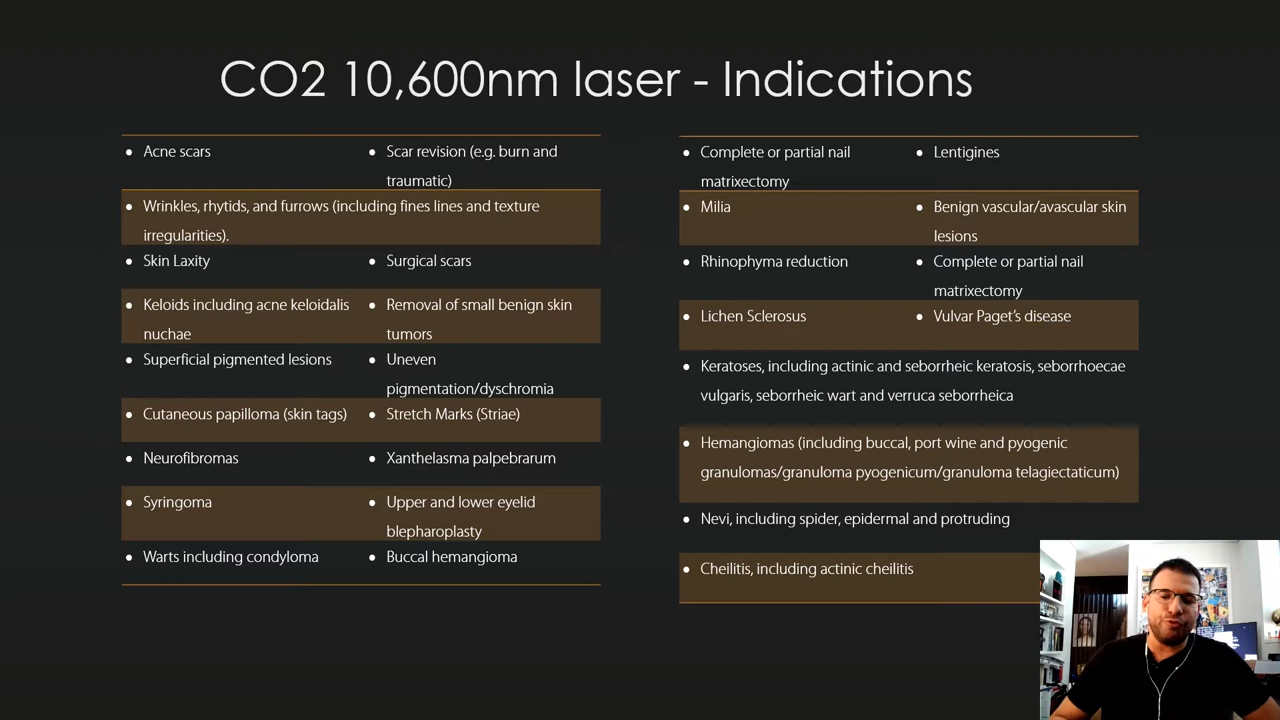 CO2 10,600nm laser - Indications
• Acne scars
• Scar revision (e.g. burn and
traumatic)
• Wrinkles, rhytids, and furrows (including fines lines and texture
irregularities).
• Skin Laxity
• Surgical scars
• Keloids including acne keloidalis
nuchae
• Removal of small benign skin
tumors
• Superficial pigmented lesions
• Uneven
pigmentation/dyschromia
• Cutaneous papilloma (skin tags)
• Stretch Marks (Striae)
• Neurofibromas
• Xanthelasma palpebrarum
• Syringoma
• Upper and lower eyelid
blepharoplasty
• Warts including condyloma
• Buccal hemangioma
• Complete or partial nail
matrixectomy
• Lentigines
• Milia
• Benign vascular/avascular skin
lesions
• Rhinophyma reduction
• Complete or partial nail
matrixectomy
• Lichen Sclerosus
• Vulvar Paget’s disease
• Keratoses, including actinic and seborrheic keratosis, seborhoecae
vulgaris, seborrheic wart and verruca seborrheica
• Hemangiomas (including buccal, port wine and pyogenic
granulomas/granuloma pyogenicum/granuloma telagiectaticum)
• Nevi, including spider, epidermal and protruding
• Cheilitis, including actinic cheilitis